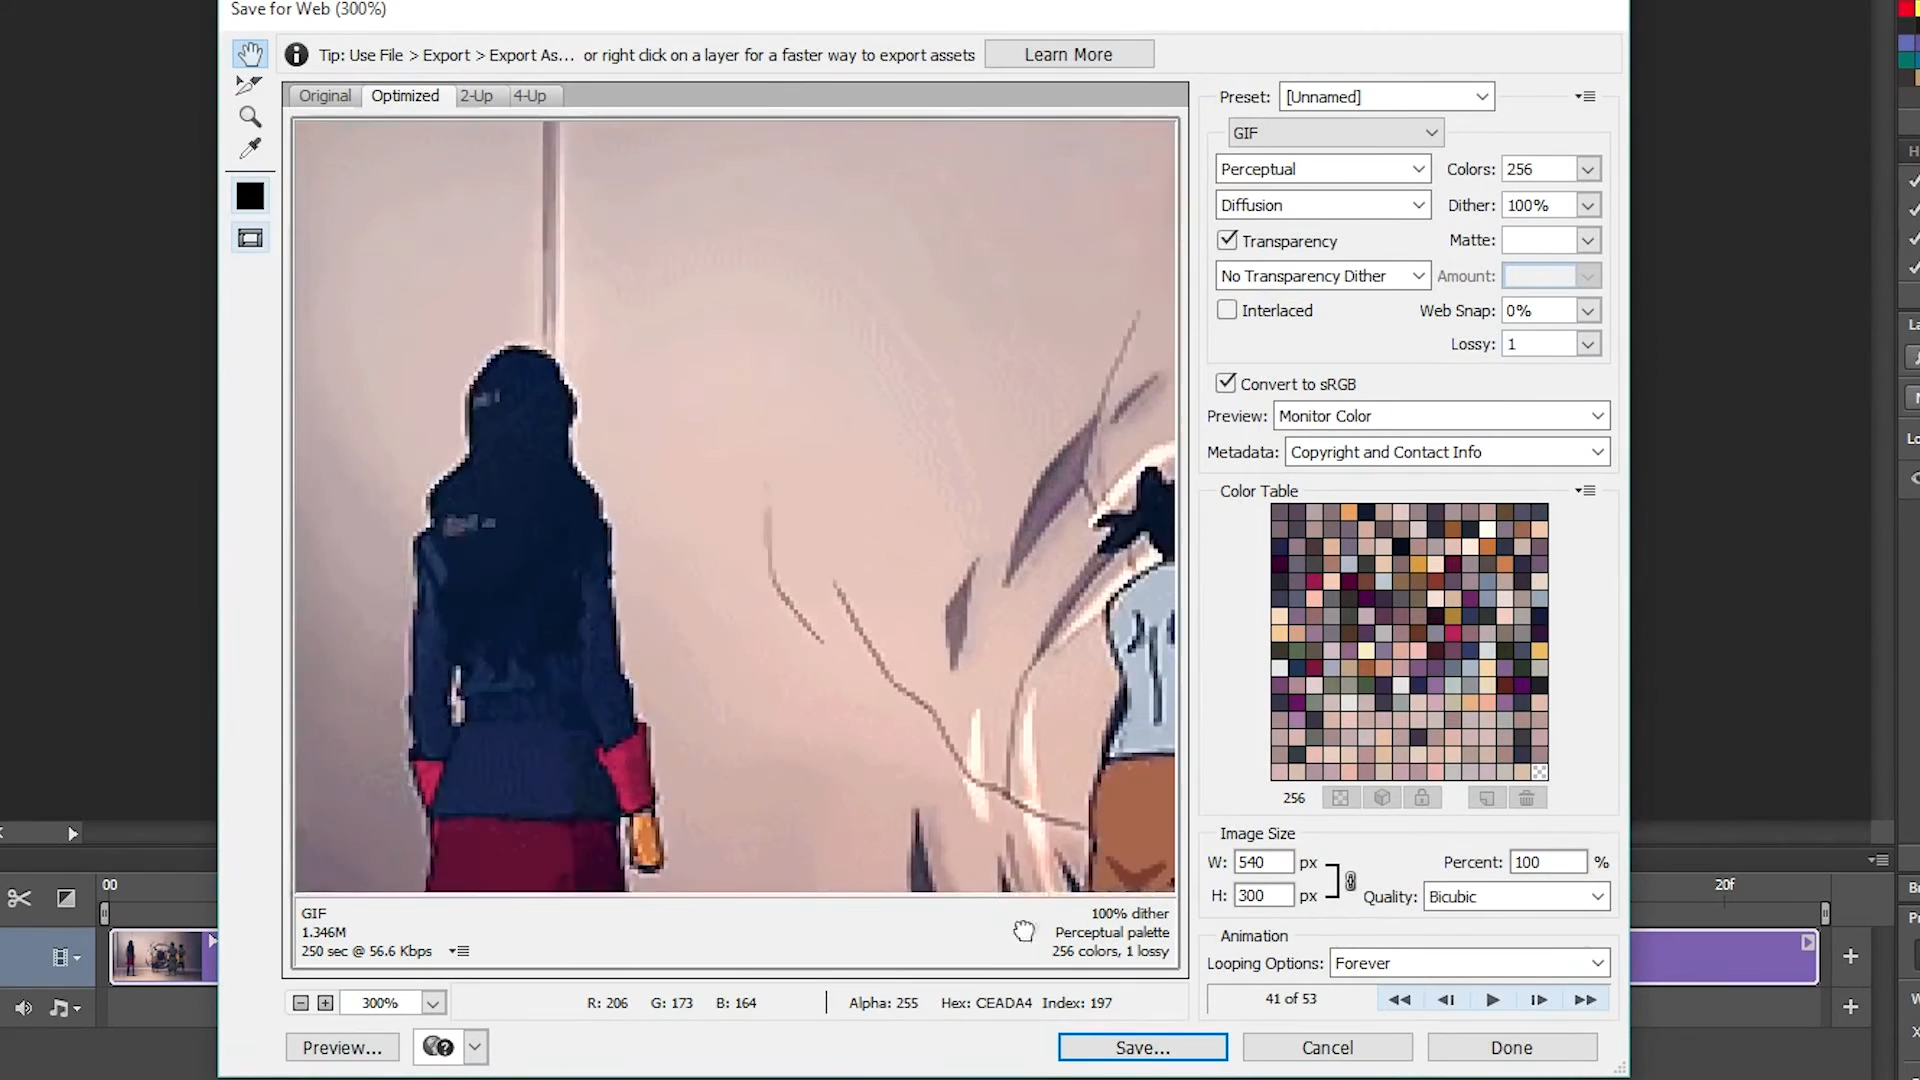 Save for Web (300%)
Tip: Use File > Export > Export As... or right click on a layer for a faster way to export assets
Learn More
Original
Optimized
2-Up
4-Up
Preset: [Unnamed]
GIF
Perceptual
Colors: 256
Diffusion
Dither: 100%
Transparency
Matte:
No Transparency Dither
Amount:
Interlaced
Web Snap: 0%
Lossy: 1
Convert to sRGB
Preview: Monitor Color
Metadata: Copyright and Contact Info
Color Table
256
Image Size
W: 540 px
Percent: 100 %
H: 300 px
Quality: Bicubic
GIF
1.346M
250 sec @ 56.6 Kbps
100% dither
Perceptual palette
256 colors, 1 lossy
Animation
Looping Options: Forever
41 of 53
300%
R: 206 G: 173 B: 164
Alpha: 255 Hex: CEADA4 Index: 197
Preview...
Save...
Cancel
Done
00
20f